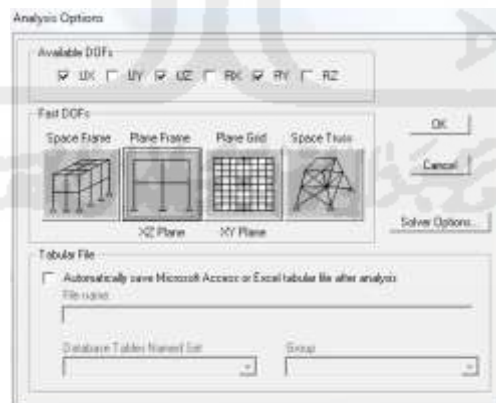 Analysis Options
Available DOFs
UX UY UZ RX RY RZ
Fast DOFs
Space Frame Plane Frame Plane Grid Space Truss
XZ Plane XY Plane
OK
Cancel
Solver Options...
Tabular File
Automatically save Microsoft Access or Excel tabular file after analysis
File name
Database Tables Named Set Group